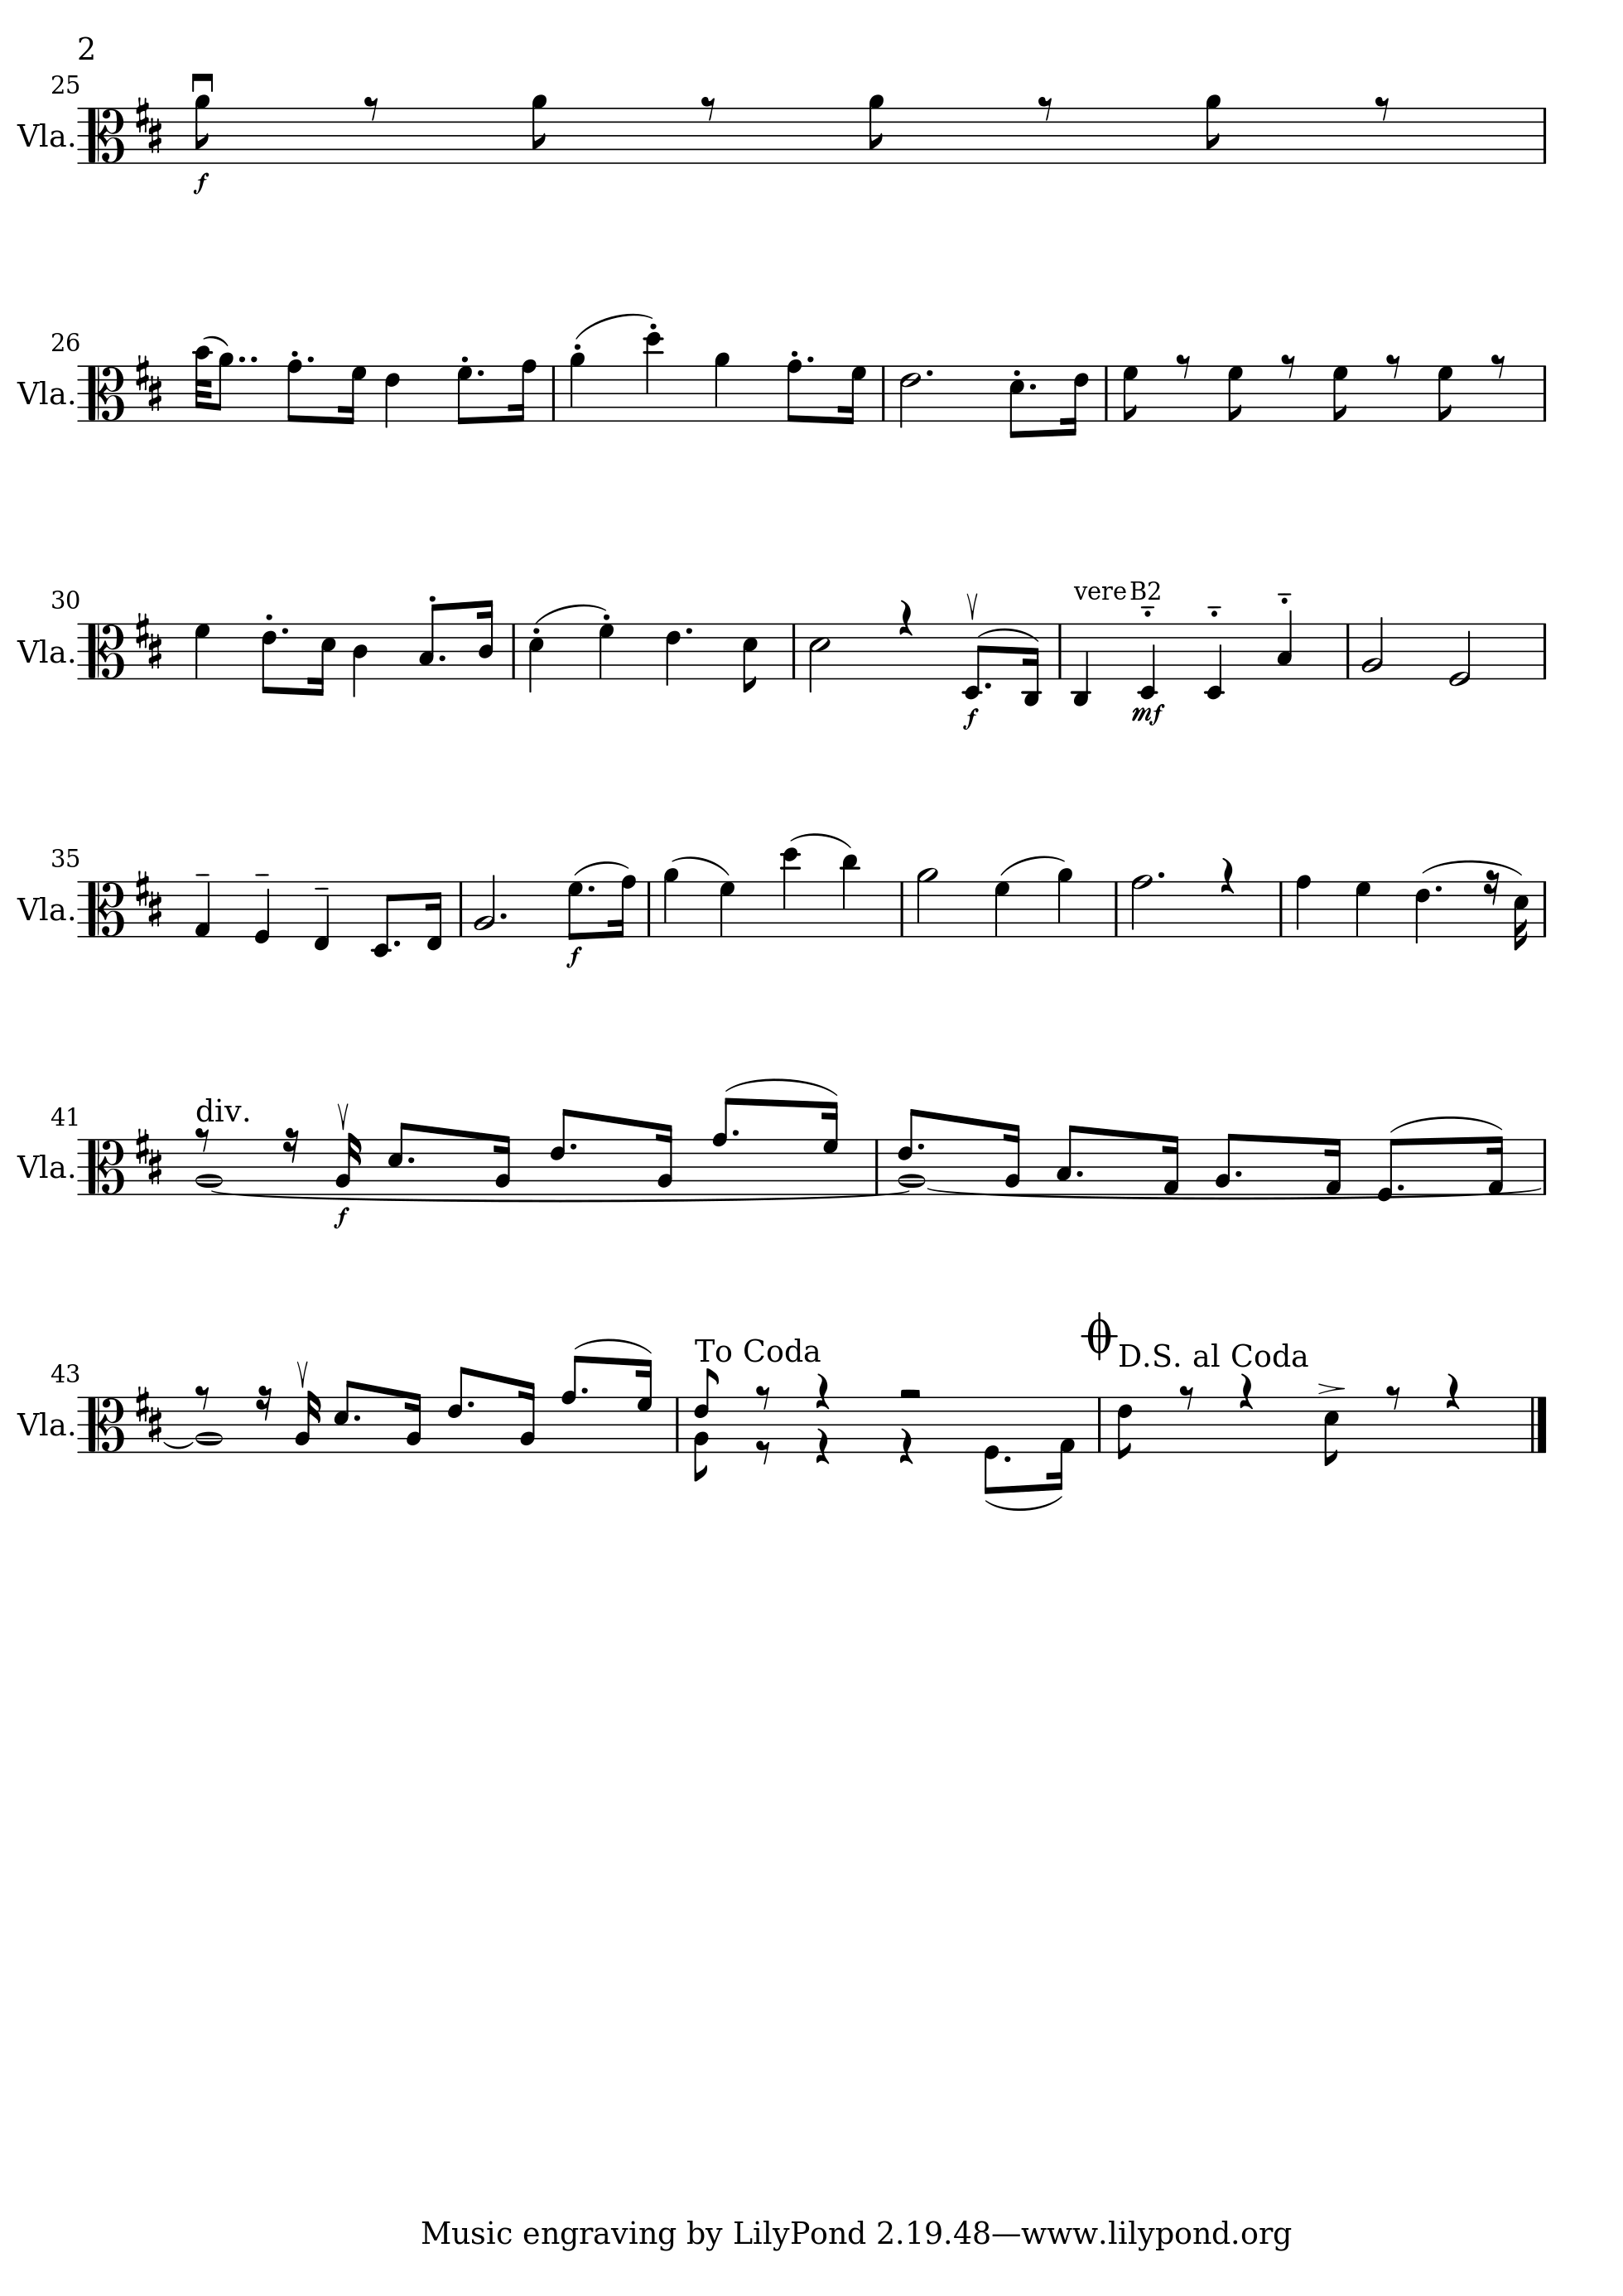 2
25
Vla.
f
26
Vla.
30
vere B2
Vla.
f mf
35
Vla.
f
41
div.
Vla.
f
43
To Coda D.S. al Coda
Vla.
Music engraving by LilyPond 2.19.48—www.lilypond.org